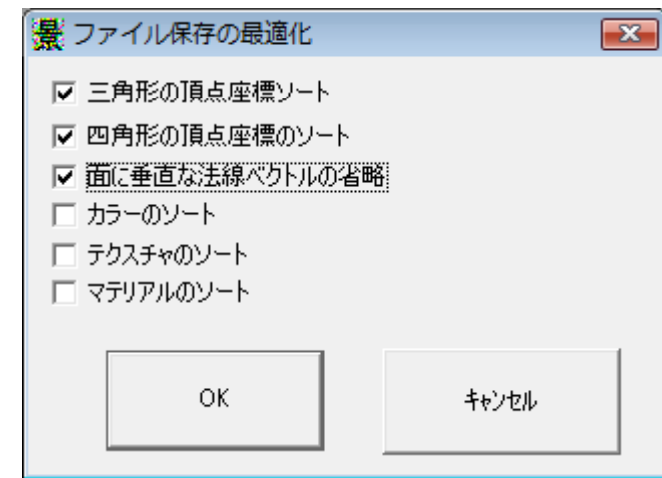 景 ファイル保存の最適化
三角形の頂点座標ソート
四角形の頂点座標のソート
面に垂直な法線ベクトルの省略
カラーのソート
テクスチャのソート
マテリアルのソート
OK
キャンセル